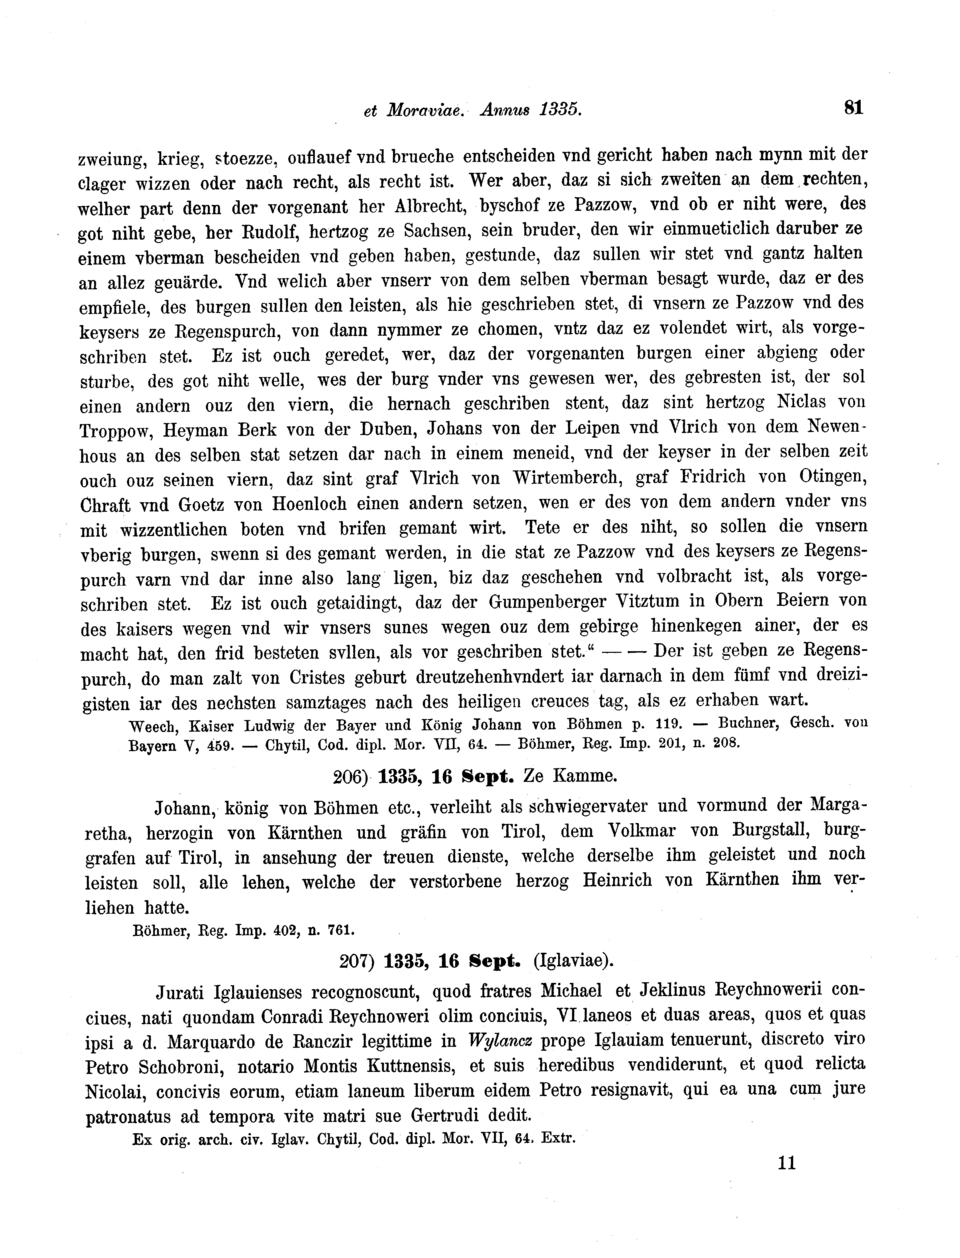 et Moraviae. Annus 1335. 81
zweiung, krieg, stoezze, ouflauef vnd brueche entscheiden vnd gericht haben nach mynn mit der
clager wizzen oder nach recht, als recht ist. Wer aber, daz si sich zweiten an dem rechten,
welher part denn der vorgenant her Albrecht, byschof ze Pazzow, vnd ob er niht were, des
got niht gebe, her Rudolf, hertzog ze Sachsen, sein bruder, den wir einmueticlich daruber ze
einem vberman bescheiden vnd geben haben, gestunde, daz sullen wir stet vnd gantz halten
an allez geuärde. Vnd welich aber vnserr von dem selben vberman besagt wurde, daz er des
empfiele, des burgen sullen den leisten, als hie geschrieben stet, di vnsern ze Pazzow vnd des
keysers ze Regenspurch, von dann nymmer ze chomen, vntz daz ez volendet wirt, als vorge-
schriben stet. Ez ist ouch geredet, wer, daz der vorgenanten burgen einer abgieng oder
sturbe, des got niht welle, wes der burg vnder vns gewesen wer, des gebresten ist, der sol
einen andern ouz den viern, die hernach geschriben stent, daz sint hertzog Niclas von
Troppow, Heyman Berk von der Duben, Johans von der Leipen vnd Vlrich von dem Newen-
hous an des selben stat setzen dar nach in einem meneid, vnd der keyser in der selben zeit
ouch ouz seinen viern, daz sint graf Vlrich von Wirtemberch, graf Fridrich von Otingen,
Chraft vnd Goetz von Hoenloch einen andern setzen, wen er des von dem andern vnder vns
mit wizzentlichen boten vnd brifen gemant wirt. Tete er des niht, so sollen die vnsern
vberig burgen, swenn si des gemant werden, in die stat ze Pazzow vnd des keysers ze Regens-
purch varn vnd dar inne also lang ligen, biz daz geschehen vnd volbracht ist, als vorge-
schriben stet. Ez ist ouch getaidingt, daz der Gumpenberger Vitztum in Obern Beiern von
des kaisers wegen vnd wir vnsers sunes wegen ouz dem gebirge hinenkegen ainer, der es
macht hat, den frid besteten svllen, als vor geschriben stet.“ — — Der ist geben ze Regens-
purch, do man zalt von Cristes geburt dreutzehenhvndert iar darnach in dem fümf vnd dreizi-
gisten iar des nechsten samztages nach des heiligen creuces tag, als ez erhaben wart.
Weech, Kaiser Ludwig der Bayer und König Johann von Böhmen p. 119. — Buchner, Gesch. von
Bayern V, 459. — Chytil, Cod. dipl. Mor. VII, 64. — Böhmer, Reg. Imp. 201, n. 208.
206) 1335, 16 Sept. Ze Kamme.
Johann, könig von Böhmen etc., verleiht als schwiegervater und vormund der Marga-
retha, herzogin von Kärnthen und gräfin von Tirol, dem Volkmar von Burgstall, burg-
grafen auf Tirol, in ansehung der treuen dienste, welche derselbe ihm geleistet und noch
leisten soll, alle lehen, welche der verstorbene herzog Heinrich von Kärnthen ihm ver-
liehen hatte.
Böhmer, Reg. Imp. 402, n. 761.
207) 1335, 16 Sept. (Iglaviae).
Jurati Iglauienses recognoscunt, quod fratres Michael et Jeklinus Reychnowerii con-
ciues, nati quondam Conradi Reychnoweri olim conciuis, VI laneos et duas areas, quos et quas
ipsi a d. Marquardo de Ranczir legittime in Wylancz prope Iglauiam tenuerunt, discreto viro
Petro Schobroni, notario Montis Kuttnensis, et suis heredibus vendiderunt, et quod relicta
Nicolai, concivis eorum, etiam laneum liberum eidem Petro resignavit, qui ea una cum jure
patronatus ad tempora vite matri sue Gertrudi dedit.
Ex orig. arch. civ. Iglav. Chytil, Cod. dipl. Mor. VII, 64. Extr.
11